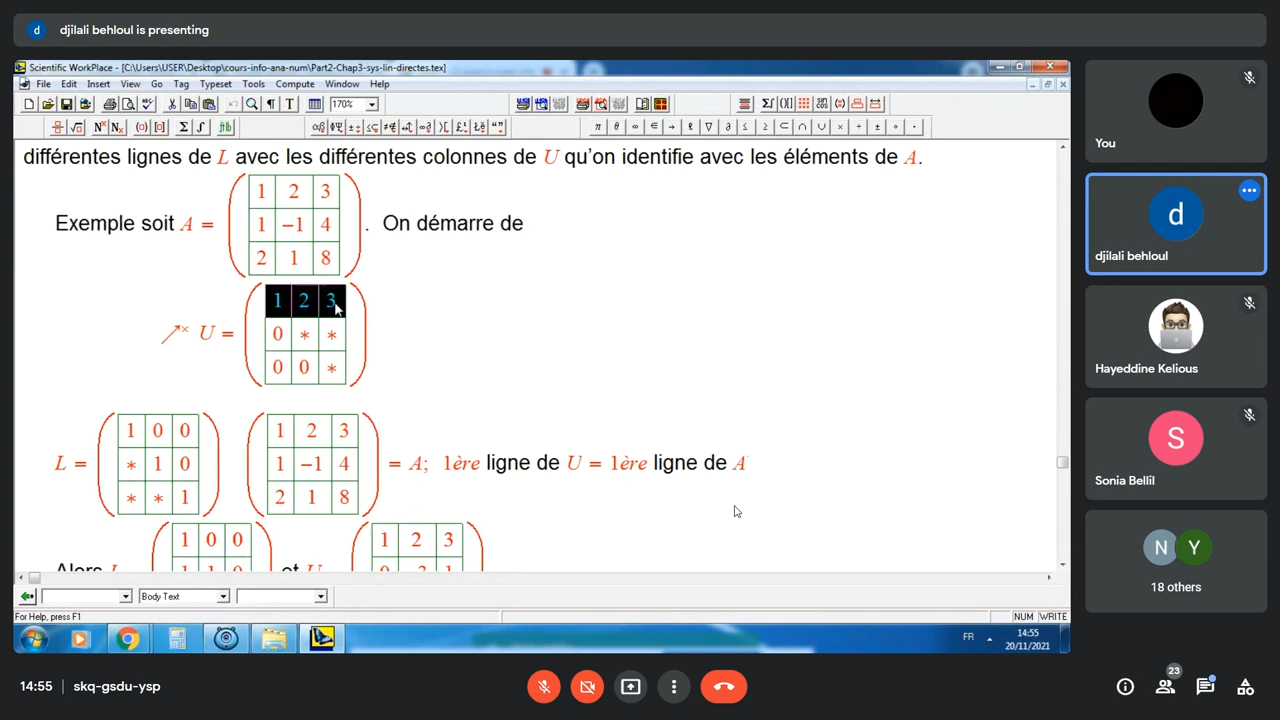 d djilali behloul is presenting
Scientific WorkPlace - [C:\Users\USER\Desktop\cours-info-ana-num\Part2-Chap3-sys-lin-directes.tex]
File Edit Insert View Go Tag Typeset Tools Compute Window Help
170%
différentes lignes de L avec les différentes colonnes de U qu'on identifie avec les éléments de A.
1 2 3
Exemple soit A = 1 −1 4 . On démarre de
2 1 8
1 2 3
↗× U = 0 * *
0 0 *
1 0 0 1 2 3
L = * 1 0 1 −1 4 = A; 1ère ligne de U = 1ère ligne de A
* * 1 2 1 8
1 0 0 1 2 3
Alors et
Body Text
For Help, press F1
NUM WRITE
FR
14:55
20/11/2021
You
d
djilali behloul
Hayeddine Kelious
S
Sonia Bellil
N Y
18 others
14:55 | skq-gsdu-ysp
23